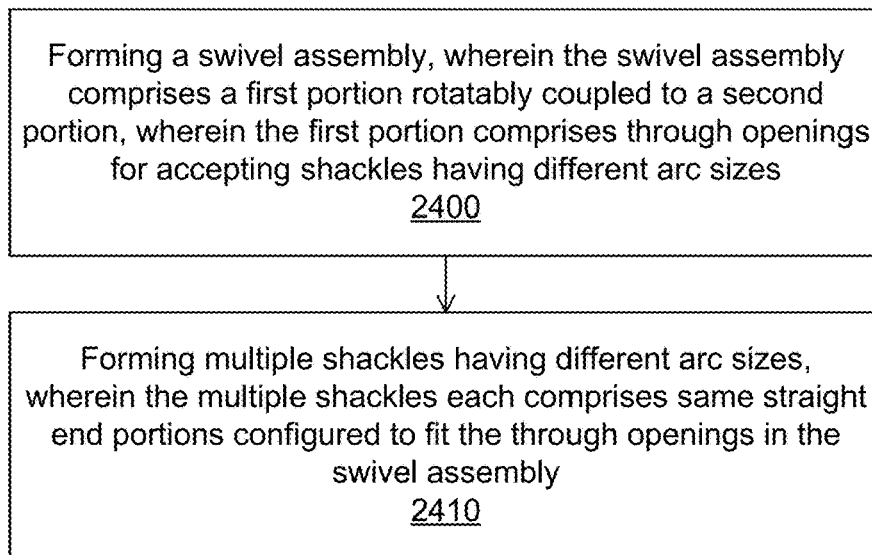 Forming a swivel assembly, wherein the swivel assembly
comprises a first portion rotatably coupled to a second
portion, wherein the first portion comprises through openings
for accepting shackles having different arc sizes
2400
Forming multiple shackles having different arc sizes,
wherein the multiple shackles each comprises same straight
end portions configured to fit the through openings in the
swivel assembly
2410